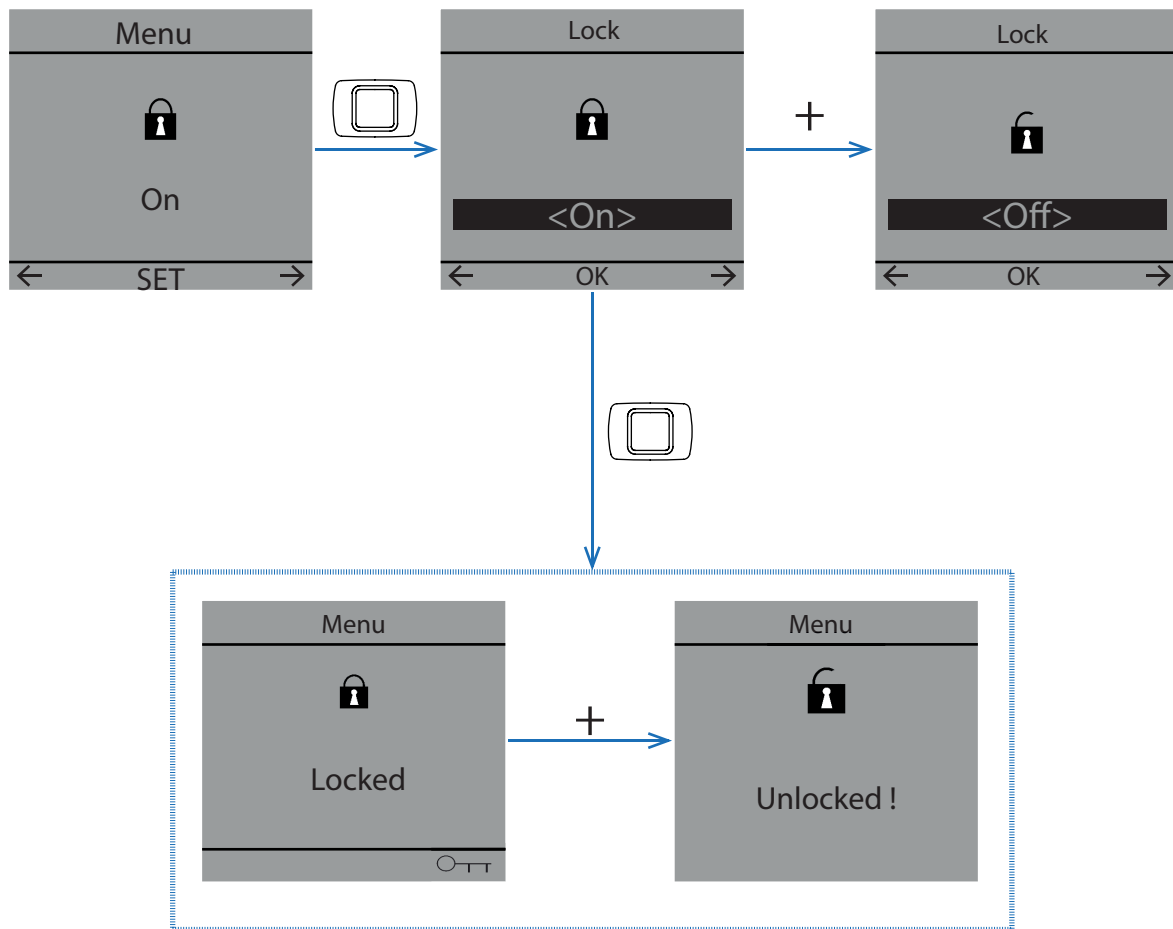 Menu
On
← SET →
Lock
<On>
← OK →
+
Lock
<Off>
← OK →
Menu
Locked
+
Menu
Unlocked !